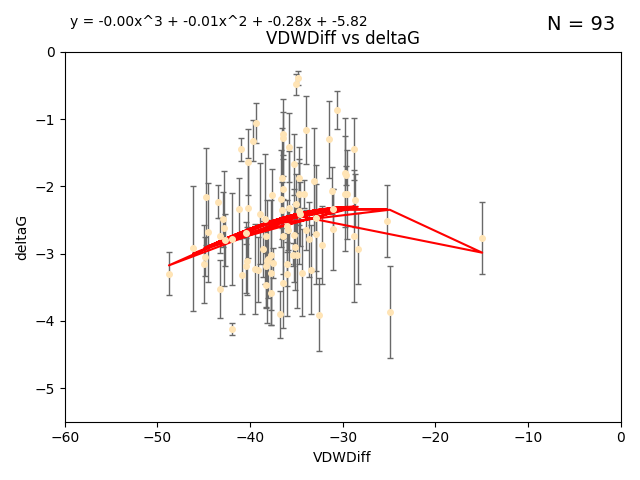 y = -0.00x^3 + -0.01x^2 + -0.28x + -5.82
N = 93
VDWDiff vs deltaG
0
−1
−2
−3
−4
−5
deltaG
−60
−50
−40
−30
−20
−10
0
VDWDiff